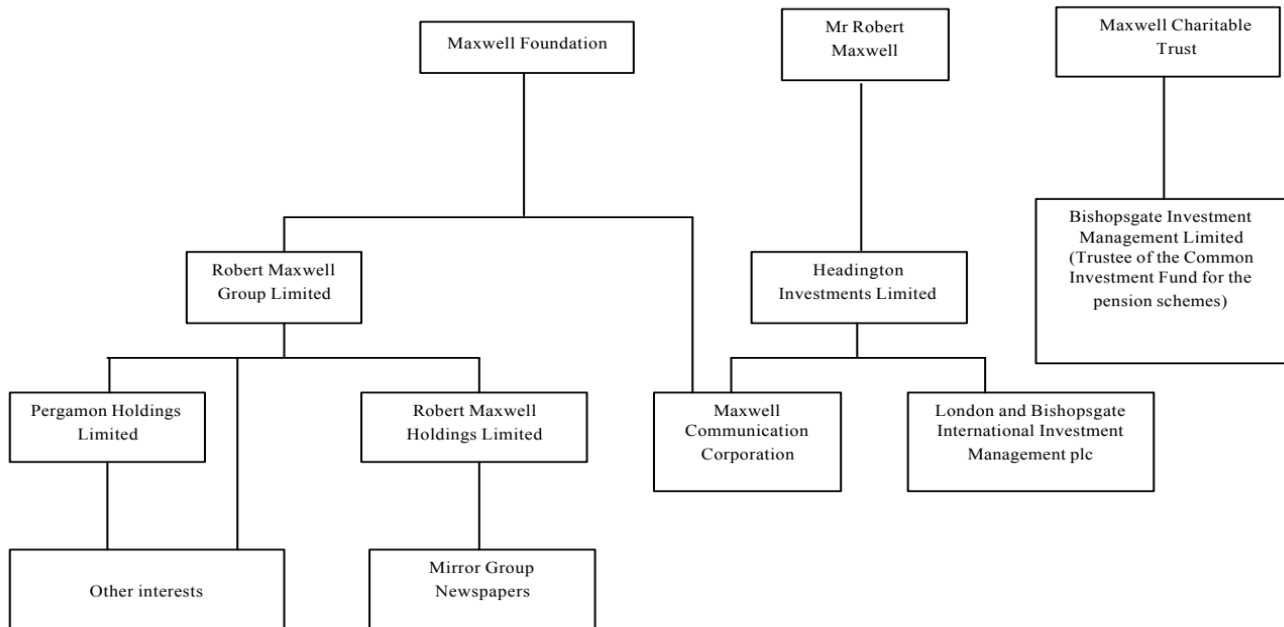 Maxwell Foundation
Mr Robert
Maxwell
Maxwell Charitable
Trust
Bishopsgate Investment
Management Limited
(Trustee of the Common
Investment Fund for the
pension schemes)
Robert Maxwell
Group Limited
Headington
Investments Limited
Pergamon Holdings
Limited
Robert Maxwell
Holdings Limited
Maxwell
Communication
Corporation
London and Bishopsgate
International Investment
Management plc
Other interests
Mirror Group
Newspapers